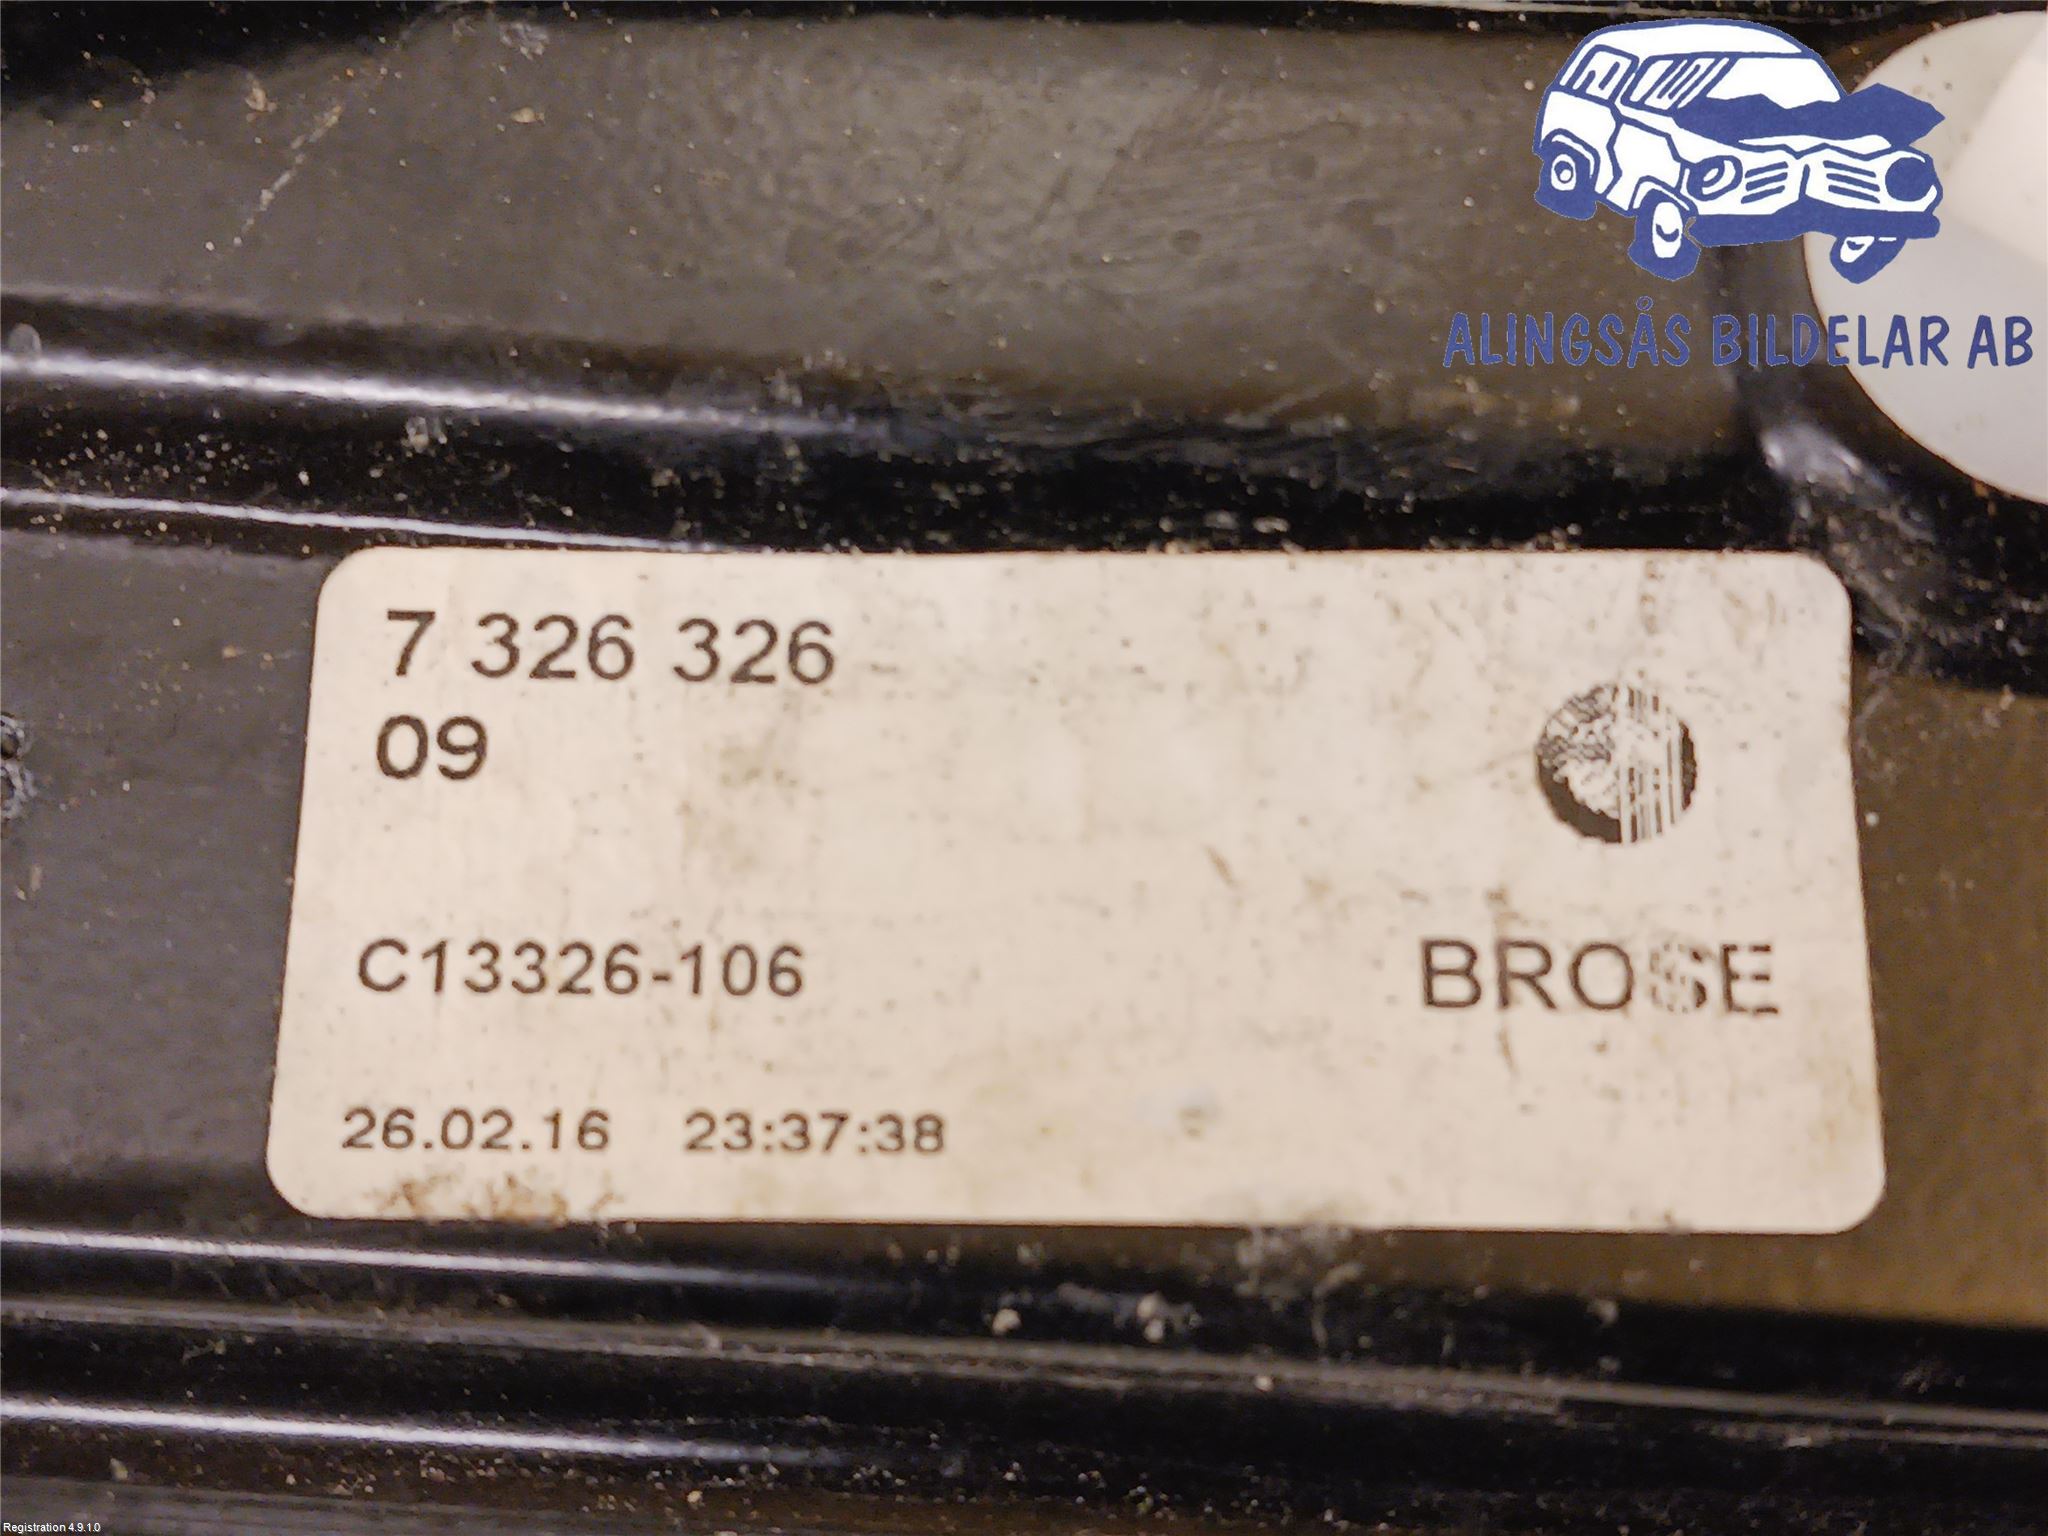 ALINGSÅS BILDELAR AB
7 326 326
09
C13326-106
BROSE
26.02.16 23:37:38
Registration 4.9.1.0